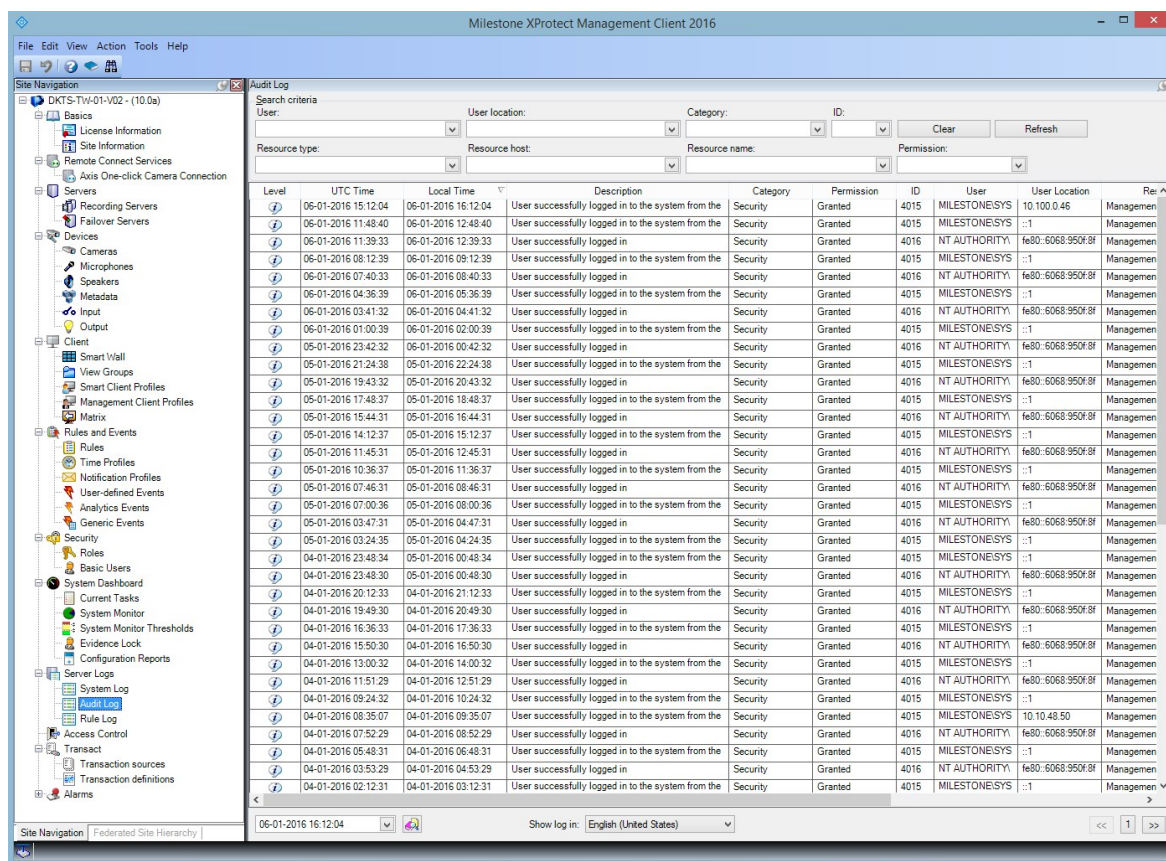 Milestone XProtect Management Client 2016
File Edit View Action Tools Help
Site Navigation
DKTS-TW-01-V02 - (10.0a)
Basics
License Information
Site Information
Remote Connect Services
Axis One-click Camera Connection
Servers
Recording Servers
Failover Servers
Devices
Cameras
Microphones
Speakers
Metadata
Input
Output
Client
Smart Wall
View Groups
Smart Client Profiles
Management Client Profiles
Matrix
Rules and Events
Rules
Time Profiles
Notification Profiles
User-defined Events
Analytics Events
Generic Events
Security
Roles
Basic Users
System Dashboard
Current Tasks
System Monitor
System Monitor Thresholds
Evidence Lock
Configuration Reports
Server Logs
System Log
Audit Log
Rule Log
Access Control
Transact
Transaction sources
Transaction definitions
Alarms
Site Navigation Federated Site Hierarchy
Audit Log
Search criteria
User: User location: Category: ID:
Clear Refresh
Resource type: Resource host: Resource name: Permission:
Level UTC Time Local Time Description Category Permission ID User User Location Res
06-01-2016 15:12:04 06-01-2016 16:12:04 User successfully logged in to the system from the Security Granted 4015 MILESTONE\SYS 10.100.0.46 Managemen
06-01-2016 11:48:40 06-01-2016 12:48:40 User successfully logged in to the system from the Security Granted 4015 MILESTONE\SYS ::1 Managemen
06-01-2016 11:39:33 06-01-2016 12:39:33 User successfully logged in Security Granted 4016 NT AUTHORITY\ fe80::6068:950f:8f Managemen
06-01-2016 08:12:39 06-01-2016 09:12:39 User successfully logged in to the system from the Security Granted 4015 MILESTONE\SYS ::1 Managemen
06-01-2016 07:40:33 06-01-2016 08:40:33 User successfully logged in Security Granted 4016 NT AUTHORITY\ fe80::6068:950f:8f Managemen
06-01-2016 04:36:39 06-01-2016 05:36:39 User successfully logged in to the system from the Security Granted 4015 MILESTONE\SYS ::1 Managemen
06-01-2016 03:41:32 06-01-2016 04:41:32 User successfully logged in Security Granted 4016 NT AUTHORITY\ fe80::6068:950f:8f Managemen
06-01-2016 01:00:39 06-01-2016 02:00:39 User successfully logged in to the system from the Security Granted 4015 MILESTONE\SYS ::1 Managemen
05-01-2016 23:42:32 06-01-2016 00:42:32 User successfully logged in Security Granted 4016 NT AUTHORITY\ fe80::6068:950f:8f Managemen
05-01-2016 21:24:38 05-01-2016 22:24:38 User successfully logged in to the system from the Security Granted 4015 MILESTONE\SYS ::1 Managemen
05-01-2016 19:43:32 05-01-2016 20:43:32 User successfully logged in Security Granted 4016 NT AUTHORITY\ fe80::6068:950f:8f Managemen
05-01-2016 17:48:37 05-01-2016 18:48:37 User successfully logged in to the system from the Security Granted 4015 MILESTONE\SYS ::1 Managemen
05-01-2016 15:44:31 05-01-2016 16:44:31 User successfully logged in Security Granted 4016 NT AUTHORITY\ fe80::6068:950f:8f Managemen
05-01-2016 14:12:37 05-01-2016 15:12:37 User successfully logged in to the system from the Security Granted 4015 MILESTONE\SYS ::1 Managemen
05-01-2016 11:45:31 05-01-2016 12:45:31 User successfully logged in Security Granted 4016 NT AUTHORITY\ fe80::6068:950f:8f Managemen
05-01-2016 10:36:37 05-01-2016 11:36:37 User successfully logged in to the system from the Security Granted 4015 MILESTONE\SYS ::1 Managemen
05-01-2016 07:46:31 05-01-2016 08:46:31 User successfully logged in Security Granted 4016 NT AUTHORITY\ fe80::6068:950f:8f Managemen
05-01-2016 07:00:36 05-01-2016 08:00:36 User successfully logged in to the system from the Security Granted 4015 MILESTONE\SYS ::1 Managemen
05-01-2016 03:47:31 05-01-2016 04:47:31 User successfully logged in Security Granted 4016 NT AUTHORITY\ fe80::6068:950f:8f Managemen
05-01-2016 03:24:35 05-01-2016 04:24:35 User successfully logged in to the system from the Security Granted 4015 MILESTONE\SYS ::1 Managemen
04-01-2016 23:48:34 05-01-2016 00:48:34 User successfully logged in to the system from the Security Granted 4015 MILESTONE\SYS ::1 Managemen
04-01-2016 23:48:30 05-01-2016 00:48:30 User successfully logged in Security Granted 4016 NT AUTHORITY\ fe80::6068:950f:8f Managemen
04-01-2016 20:12:33 04-01-2016 21:12:33 User successfully logged in to the system from the Security Granted 4015 MILESTONE\SYS ::1 Managemen
04-01-2016 19:49:30 04-01-2016 20:49:30 User successfully logged in Security Granted 4016 NT AUTHORITY\ fe80::6068:950f:8f Managemen
04-01-2016 16:36:33 04-01-2016 17:36:33 User successfully logged in to the system from the Security Granted 4015 MILESTONE\SYS ::1 Managemen
04-01-2016 15:50:30 04-01-2016 16:50:30 User successfully logged in Security Granted 4016 NT AUTHORITY\ fe80::6068:950f:8f Managemen
04-01-2016 13:00:32 04-01-2016 14:00:32 User successfully logged in to the system from the Security Granted 4015 MILESTONE\SYS ::1 Managemen
04-01-2016 11:51:29 04-01-2016 12:51:29 User successfully logged in Security Granted 4016 NT AUTHORITY\ fe80::6068:950f:8f Managemen
04-01-2016 09:24:32 04-01-2016 10:24:32 User successfully logged in to the system from the Security Granted 4015 MILESTONE\SYS ::1 Managemen
04-01-2016 08:35:07 04-01-2016 09:35:07 User successfully logged in to the system from the Security Granted 4015 MILESTONE\SYS 10.10.48.50 Managemen
04-01-2016 07:52:29 04-01-2016 08:52:29 User successfully logged in Security Granted 4016 NT AUTHORITY\ fe80::6068:950f:8f Managemen
04-01-2016 05:48:31 04-01-2016 06:48:31 User successfully logged in to the system from the Security Granted 4015 MILESTONE\SYS ::1 Managemen
04-01-2016 03:53:29 04-01-2016 04:53:29 User successfully logged in Security Granted 4016 NT AUTHORITY\ fe80::6068:950f:8f Managemen
04-01-2016 02:12:31 04-01-2016 03:12:31 User successfully logged in to the system from the Security Granted 4015 MILESTONE\SYS ::1 Managemen
06-01-2016 16:12:04 Show log in: English (United States) << 1 >>